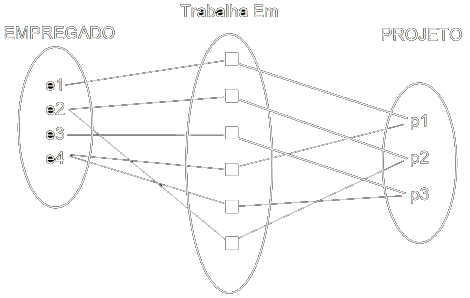 Trabalha Em
EMPREGADO
PROJETO
e1
e2
e3
e4
p1
p2
p3